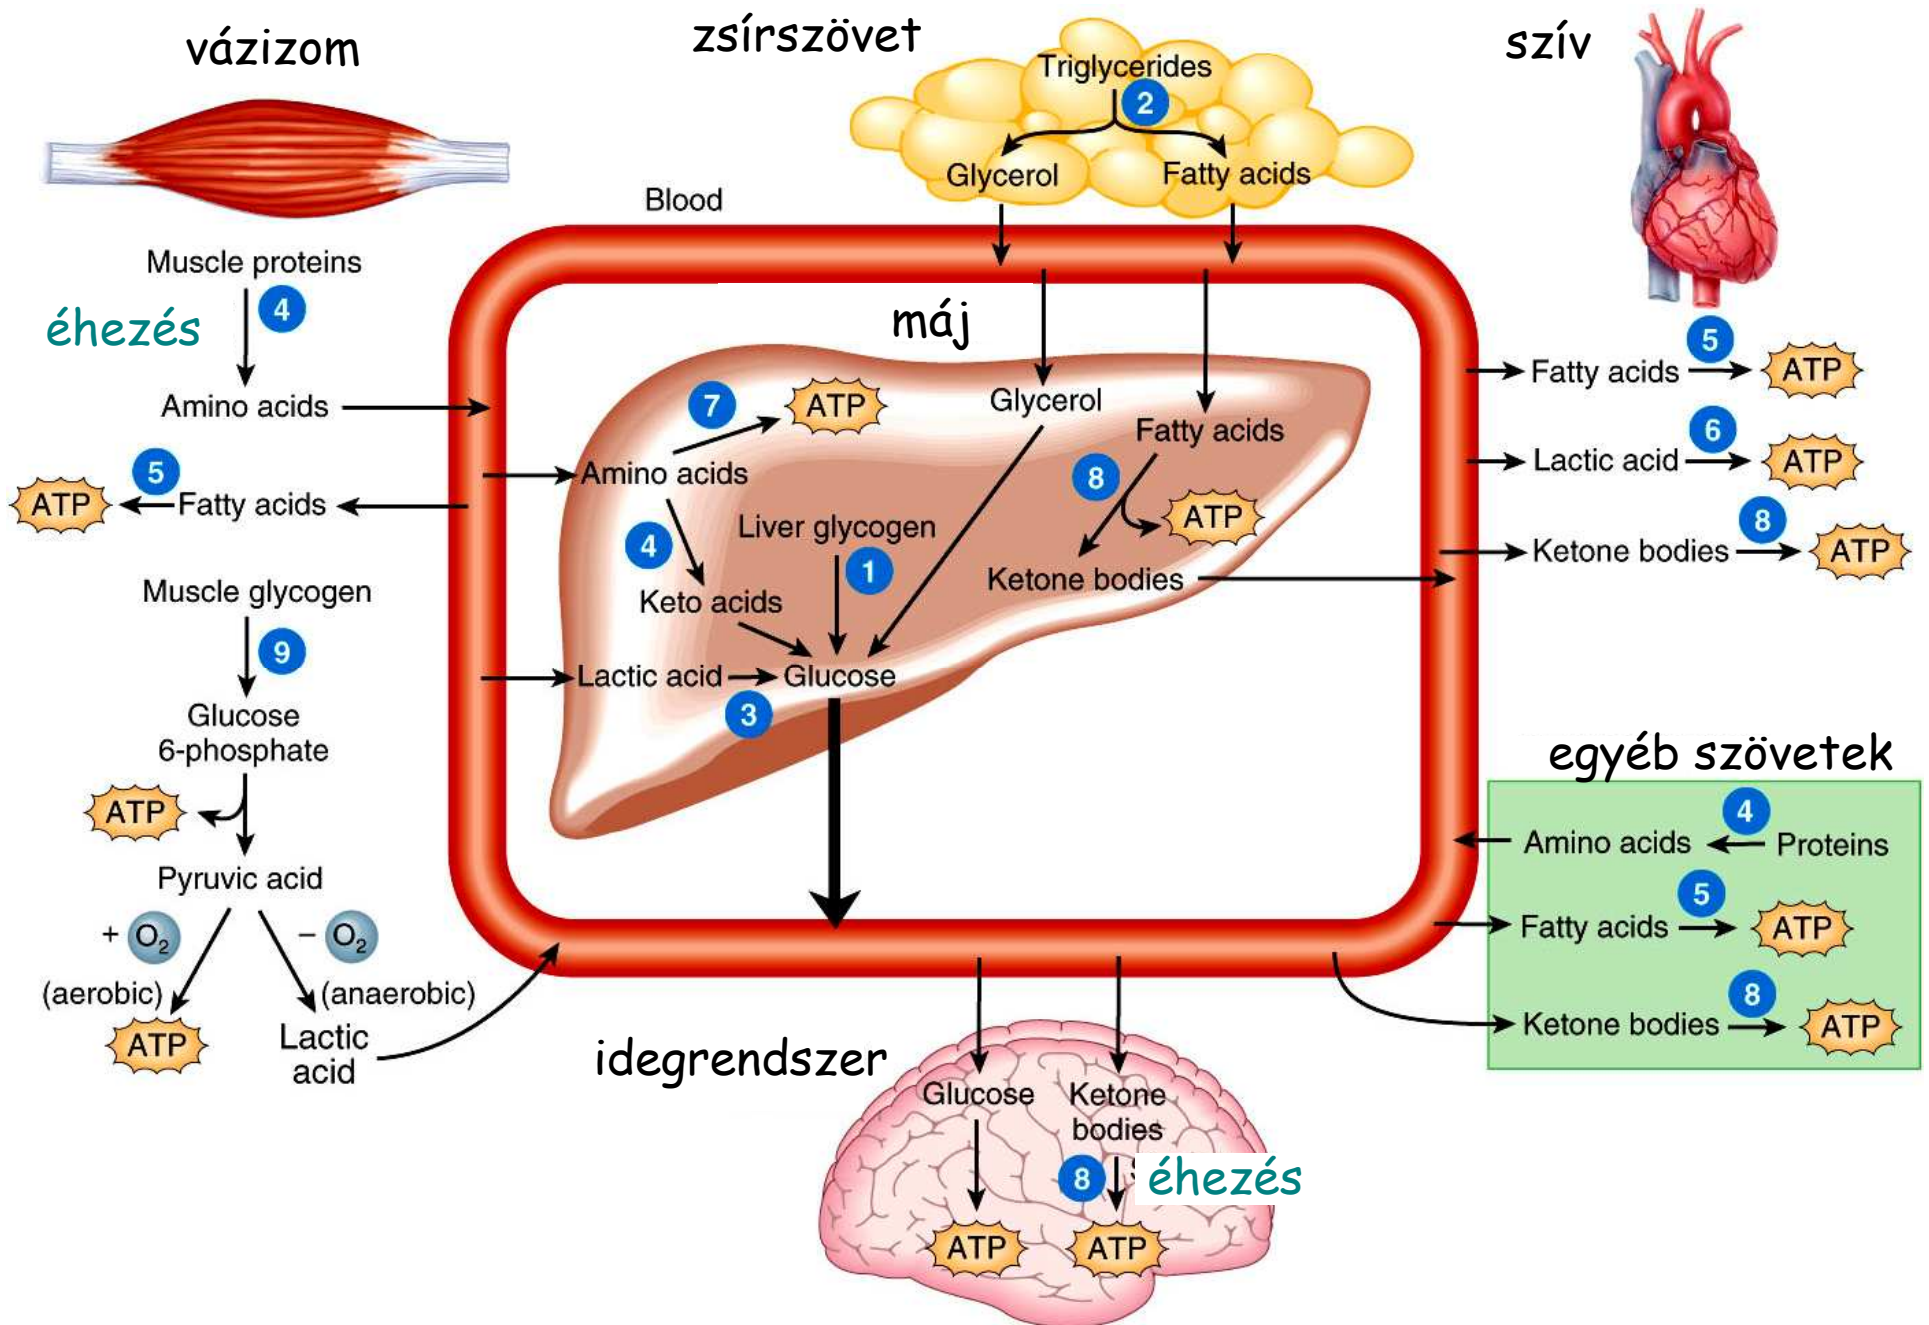 vázizom
zsírszövet
szív
Triglycerides
2
Glycerol
Fatty acids
Blood
Muscle proteins
4
éhezés
Amino acids
5
ATP
Fatty acids
Muscle glycogen
9
Glucose
6-phosphate
ATP
Pyruvic acid
+ O2
− O2
(aerobic)
(anaerobic)
ATP
Lactic
acid
máj
7
ATP
Glycerol
Fatty acids
Amino acids
8
ATP
4
Liver glycogen
1
Ketone bodies
Keto acids
Lactic acid
Glucose
3
5
Fatty acids
ATP
6
Lactic acid
ATP
8
Ketone bodies
ATP
egyéb szövetek
4
Amino acids
Proteins
5
Fatty acids
ATP
8
Ketone bodies
ATP
idegrendszer
Glucose
Ketone
bodies
8
éhezés
ATP
ATP